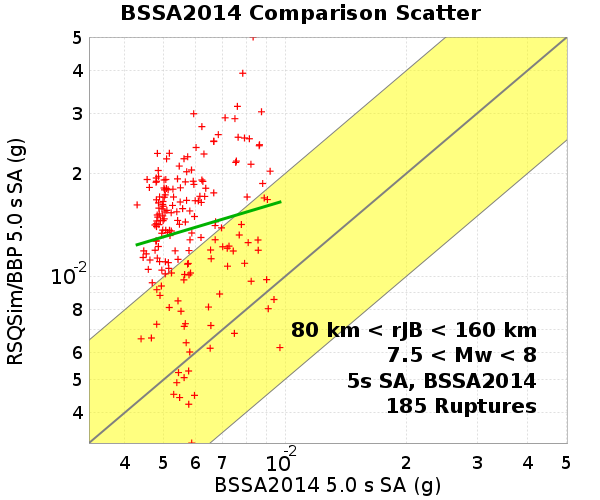 BSSA2014 Comparison Scatter
RSQSim/BBP 5.0 s SA (g)
5
4
3
2
10-2
8
6
5
4
80 km < rJB < 160 km
7.5 < Mw < 8
5s SA, BSSA2014
185 Ruptures
4 5 6 7 10-2 2 3 4 5
BSSA2014 5.0 s SA (g)